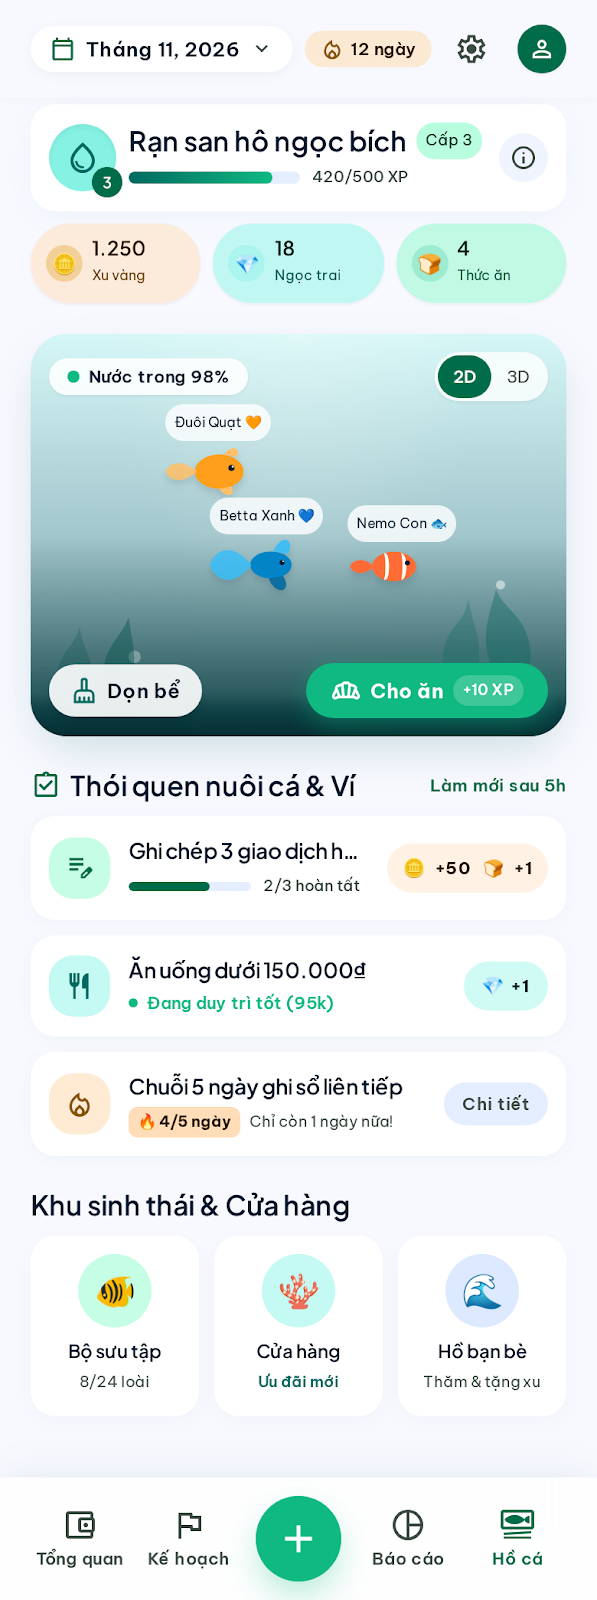 Tháng 11, 2026
12 ngày
Rạn san hô ngọc bích
Cấp 3
3
420/500 XP
1.250
Xu vàng
18
Ngọc trai
4
Thức ăn
Nước trong 98%
2D
3D
Đuôi Quạt 🧡
Betta Xanh 💙
Nemo Con 🐟
Dọn bể
Cho ăn
+10 XP
Thói quen nuôi cá & Ví
Làm mới sau 5h
Ghi chép 3 giao dịch h...
2/3 hoàn tất
+50
+1
Ăn uống dưới 150.000₫
Đang duy trì tốt (95k)
+1
Chuỗi 5 ngày ghi sổ liên tiếp
🔥 4/5 ngày
Chỉ còn 1 ngày nữa!
Chi tiết
Khu sinh thái & Cửa hàng
Bộ sưu tập
8/24 loài
Cửa hàng
Ưu đãi mới
Hồ bạn bè
Thăm & tặng xu
Tổng quan
Kế hoạch
Báo cáo
Hồ cá